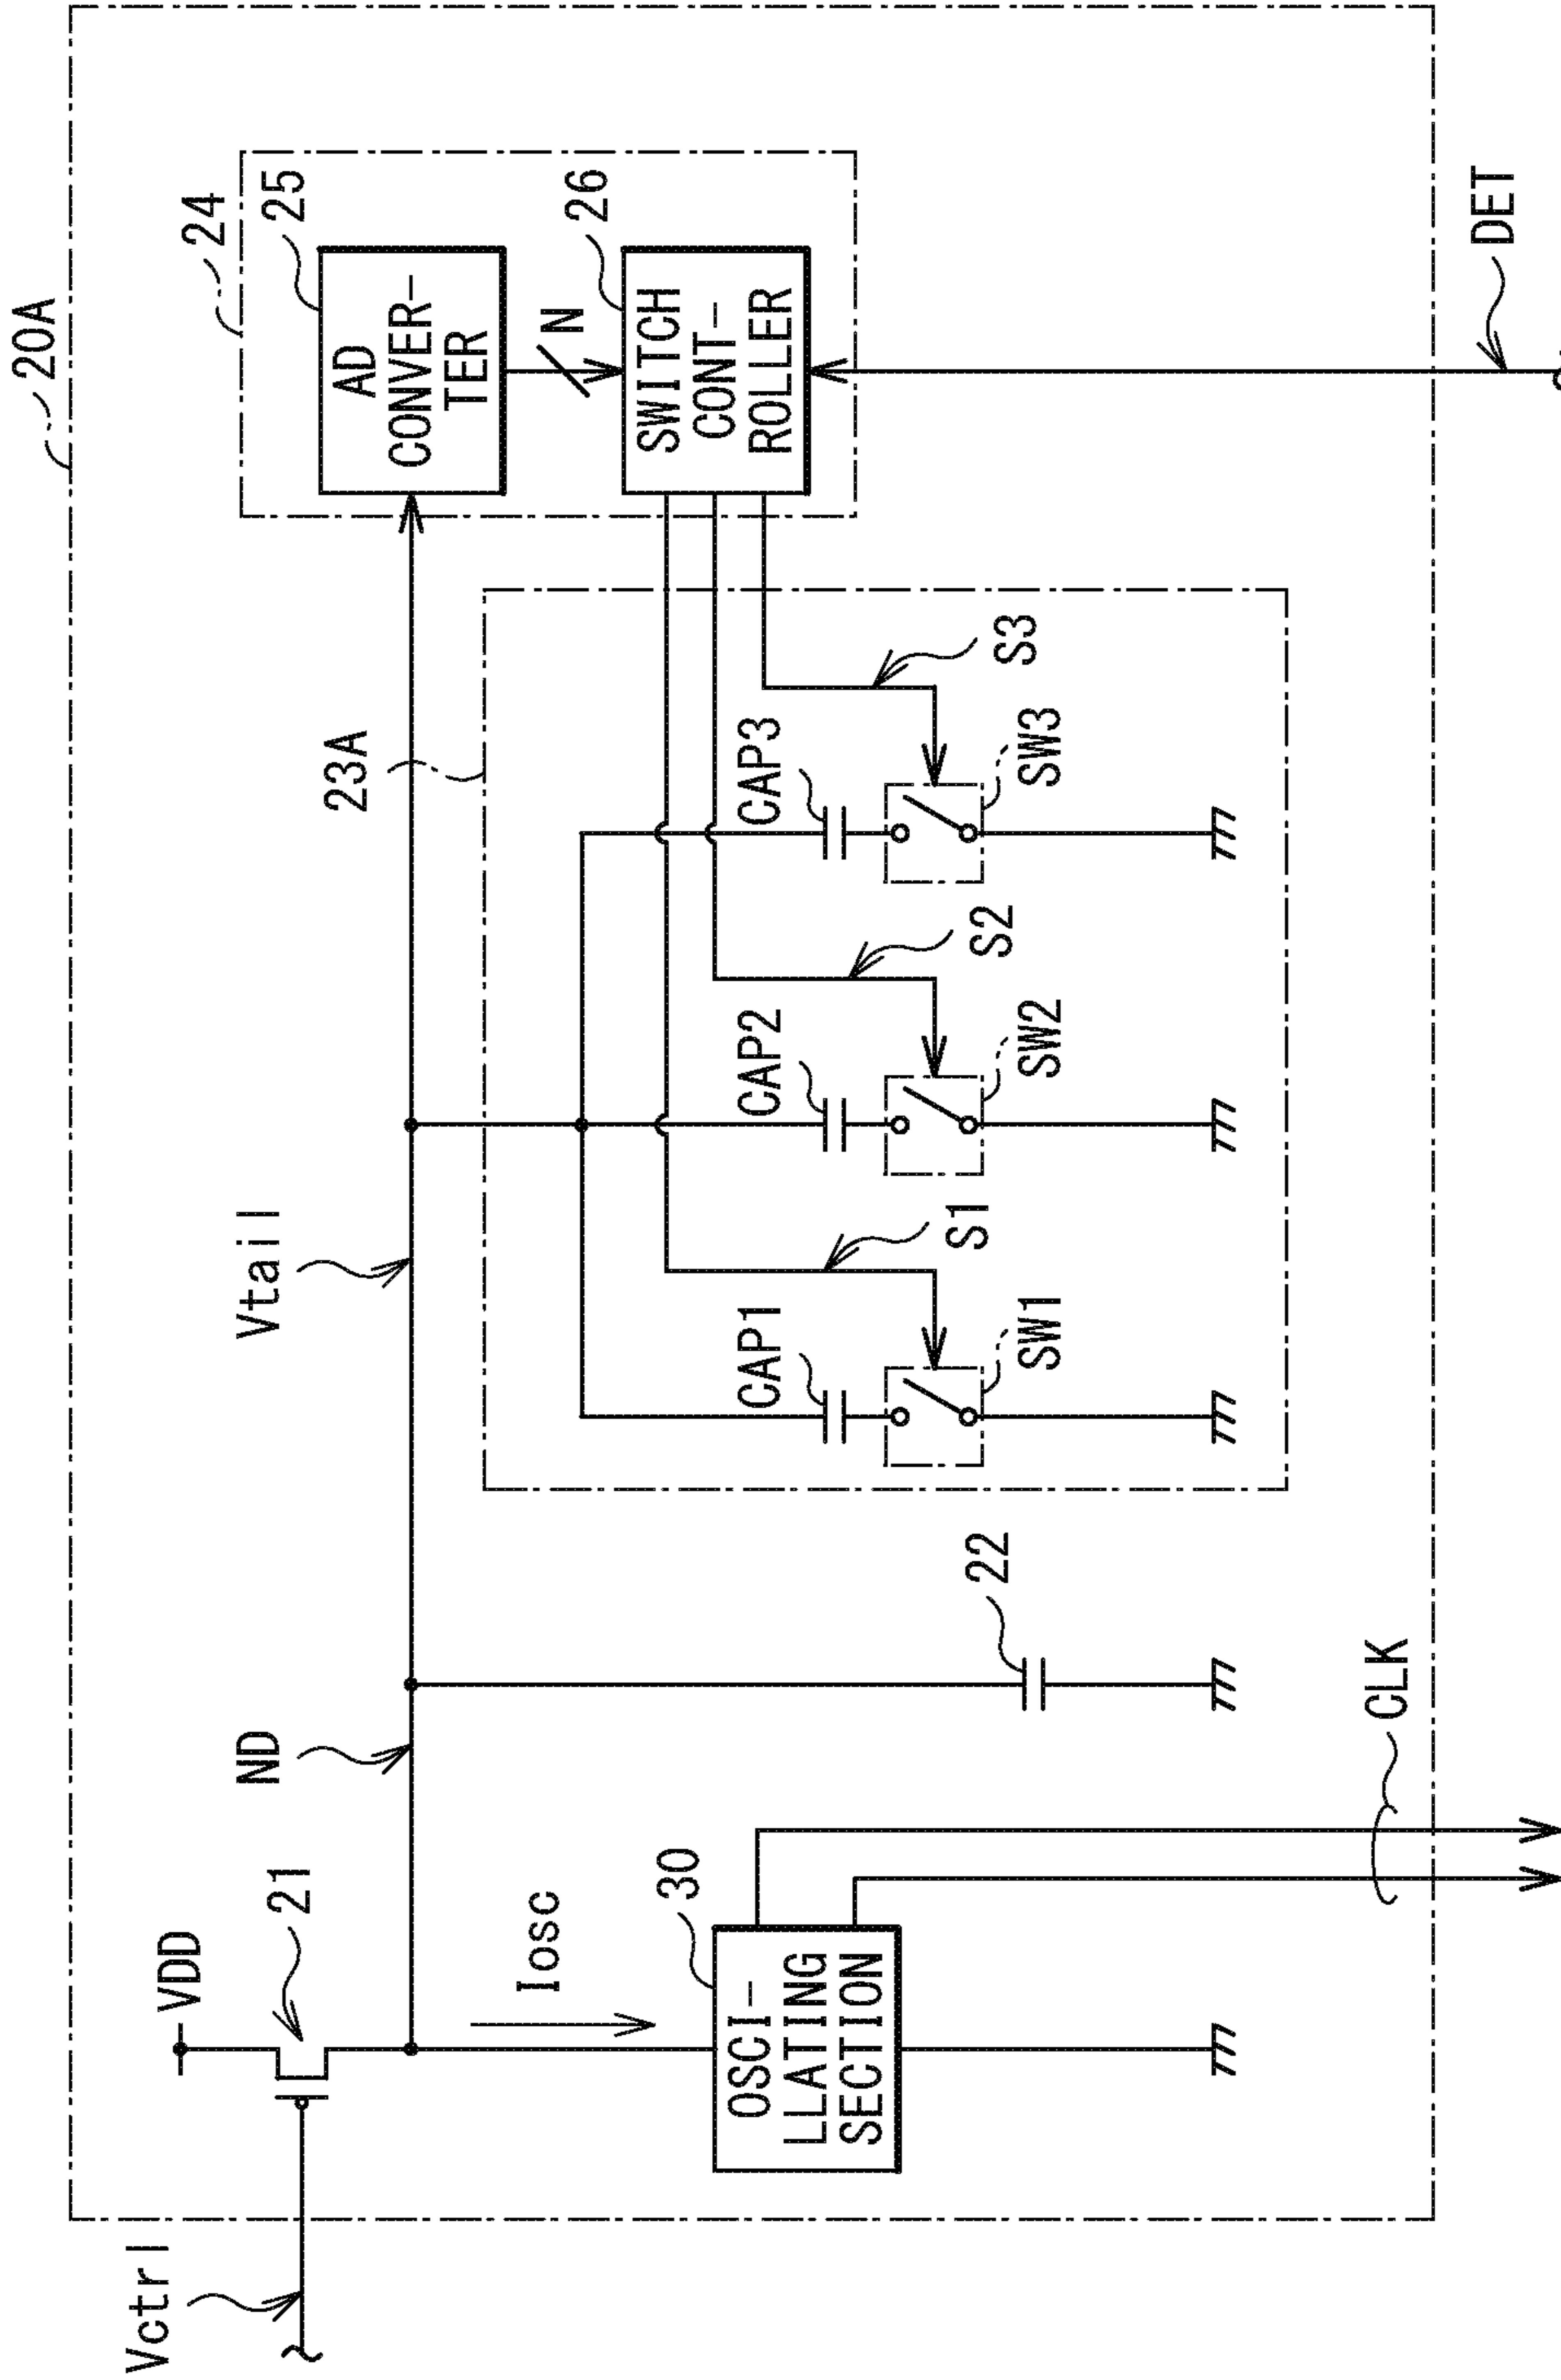 20A
24
25
AD
CONVER-
TER
N
26
SWITCH
CONT-
ROLLER
DET
23A
Vtail
ND
VDD
21
Vctrl
Iosc
30
OSCI-
LLATING
SECTION
CLK
22
CAP1
CAP2
CAP3
S1
S2
S3
SW1
SW2
SW3